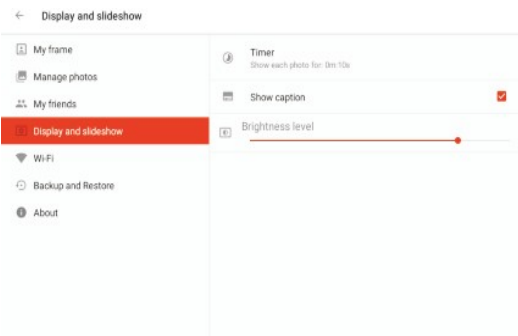 Display and slideshow
My frame
Manage photos
My friends
Display and slideshow
Wi-Fi
Backup and Restore
About
Timer
Show each photo for: 0m 10s
Show caption
Brightness level